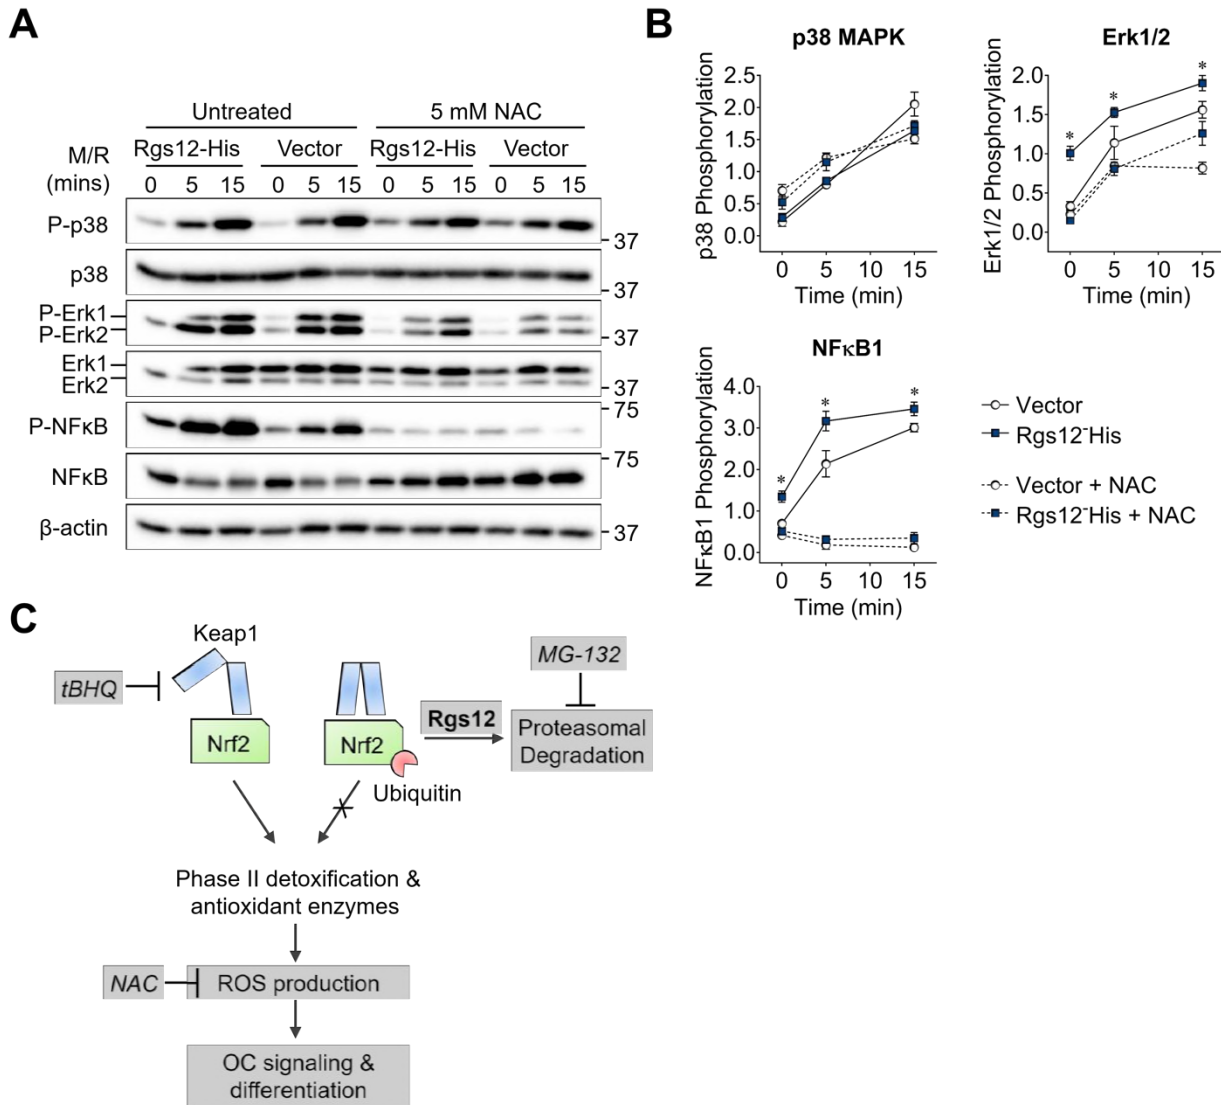 A
Untreated 5 mM NAC
M/R Rgs12-His Vector Rgs12-His Vector
(mins) 0 5 15 0 5 15 0 5 15 0 5 15
P-p38
37
p38
37
P-Erk1
P-Erk2
37
Erk1
Erk2
37
75
P-NFκB
75
NFκB
β-actin
37
B
p38 MAPK
p38 Phosphorylation
2.5
2.0
1.5
1.0
0.5
0.0
0 5 10 15
Time (min)
Erk1/2
Erk1/2 Phosphorylation
2.0
1.5
1.0
0.5
0.0
* * *
0 5 10 15
Time (min)
NFκB1
NFκB1 Phosphorylation
4.0
3.0
2.0
1.0
0.0
* * *
0 5 10 15
Time (min)
Vector
Rgs12-His
Vector + NAC
Rgs12-His + NAC
C
Keap1
tBHQ
MG-132
Nrf2
Nrf2
Rgs12
Proteasomal
Degradation
Ubiquitin
Phase II detoxification &
antioxidant enzymes
NAC
ROS production
OC signaling &
differentiation